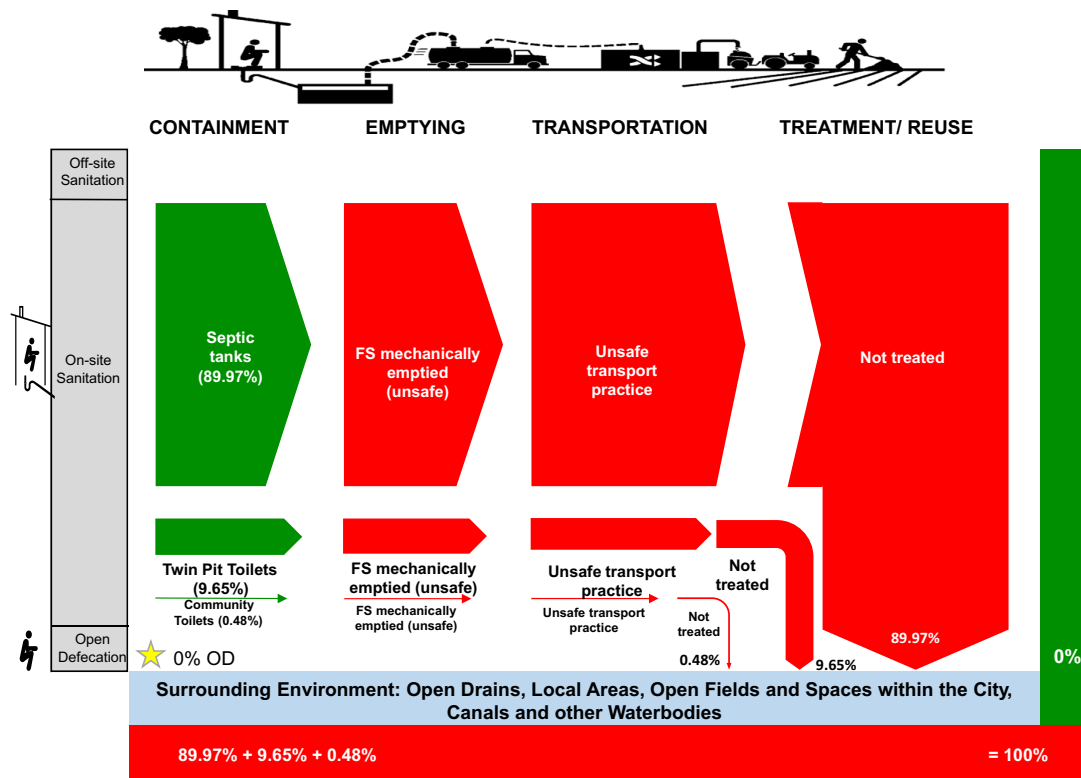 CONTAINMENT
EMPTYING
TRANSPORTATION
TREATMENT/ REUSE
Off-site
Sanitation
On-site
Sanitation
Open
Defecation
Septic
tanks
(89.97%)
FS mechanically
emptied
(unsafe)
Unsafe
transport
practice
Not treated
Twin Pit Toilets
(9.65%)
Community
Toilets (0.48%)
FS mechanically
emptied (unsafe)
FS mechanically
emptied (unsafe)
Unsafe transport
practice
Unsafe transport
practice
Not
treated
Not
treated
0.48%
9.65%
89.97%
0%
0% OD
Surrounding Environment: Open Drains, Local Areas, Open Fields and Spaces within the City,
Canals and other Waterbodies
89.97% + 9.65% + 0.48%
= 100%